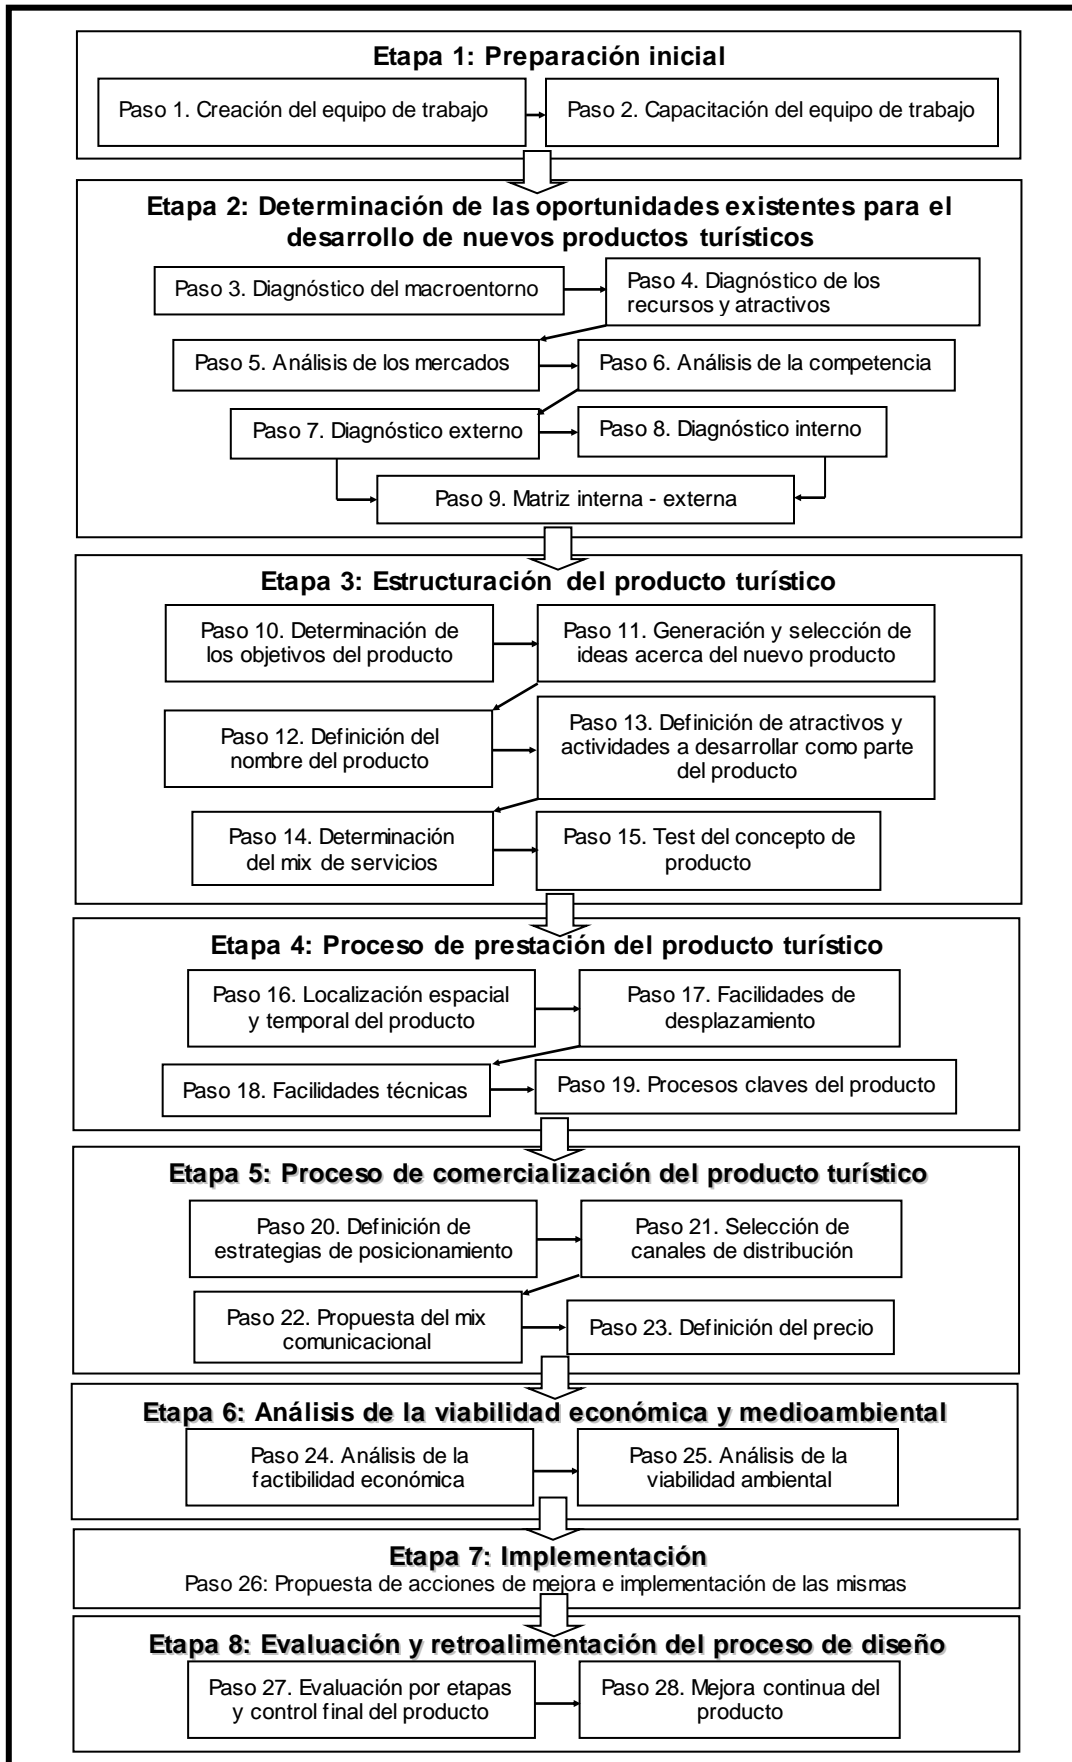 Etapa 1: Preparación inicial
Paso 1. Creación del equipo de trabajo
Paso 2. Capacitación del equipo de trabajo
Etapa 2: Determinación de las oportunidades existentes para el
desarrollo de nuevos productos turísticos
Paso 3. Diagnóstico del macroentorno
Paso 4. Diagnóstico de los
recursos y atractivos
Paso 5. Análisis de los mercados
Paso 6. Análisis de la competencia
Paso 7. Diagnóstico externo
Paso 8. Diagnóstico interno
Paso 9. Matriz interna - externa
Etapa 3: Estructuración del producto turístico
Paso 10. Determinación de
los objetivos del producto
Paso 11. Generación y selección de
ideas acerca del nuevo producto
Paso 12. Definición del
nombre del producto
Paso 13. Definición de atractivos y
actividades a desarrollar como parte
del producto
Paso 14. Determinación
del mix de servicios
Paso 15. Test del concepto de
producto
Etapa 4: Proceso de prestación del producto turístico
Paso 16. Localización espacial
y temporal del producto
Paso 17. Facilidades de
desplazamiento
Paso 18. Facilidades técnicas
Paso 19. Procesos claves del producto
Etapa 5: Proceso de comercialización del producto turístico
Paso 20. Definición de
estrategias de posicionamiento
Paso 21. Selección de
canales de distribución
Paso 22. Propuesta del mix
comunicacional
Paso 23. Definición del precio
Etapa 6: Análisis de la viabilidad económica y medioambiental
Paso 24. Análisis de la
factibilidad económica
Paso 25. Análisis de la
viabilidad ambiental
Etapa 7: Implementación
Paso 26: Propuesta de acciones de mejora e implementación de las mismas
Etapa 8: Evaluación y retroalimentación del proceso de diseño
Paso 27. Evaluación por etapas
y control final del producto
Paso 28. Mejora continua del
producto